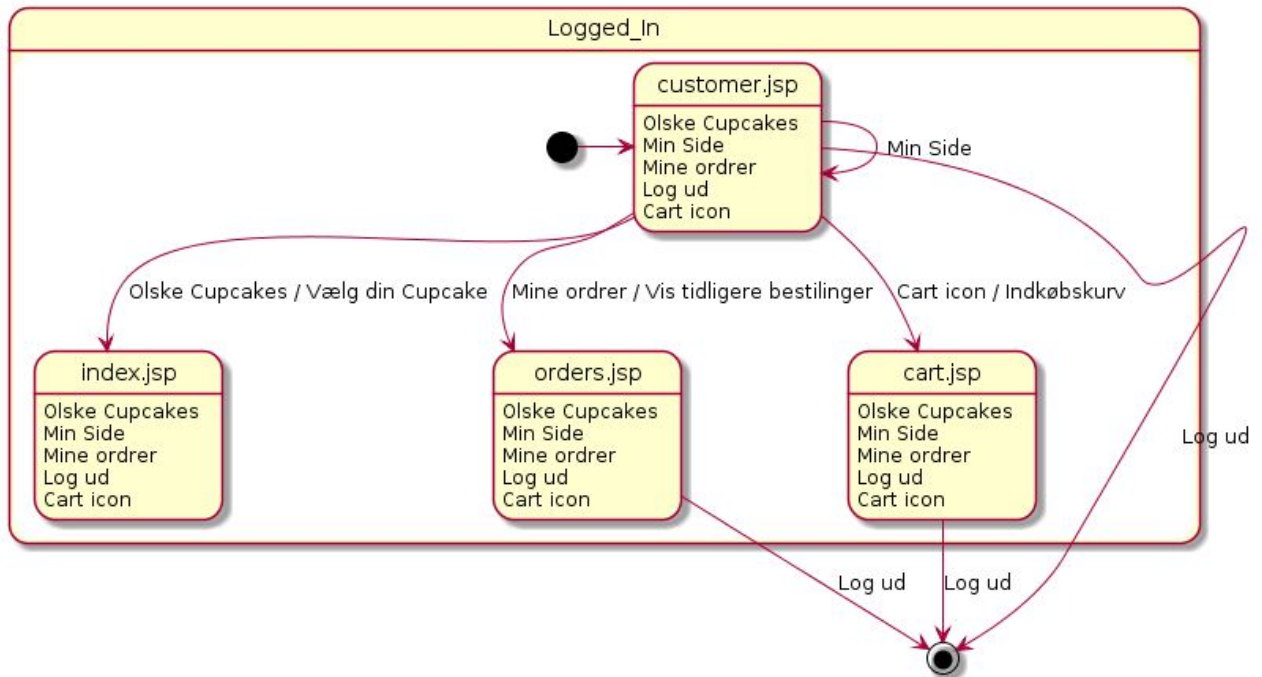 Logged_In
customer.jsp
Olske Cupcakes
Min Side
Mine ordrer
Log ud
Cart icon
Min Side
Olske Cupcakes / Vælg din Cupcake
Mine ordrer / Vis tidligere bestilinger
Cart icon / Indkøbskurv
index.jsp
Olske Cupcakes
Min Side
Mine ordrer
Log ud
Cart icon
orders.jsp
Olske Cupcakes
Min Side
Mine ordrer
Log ud
Cart icon
cart.jsp
Olske Cupcakes
Min Side
Mine ordrer
Log ud
Cart icon
Log ud
Log ud
Log ud